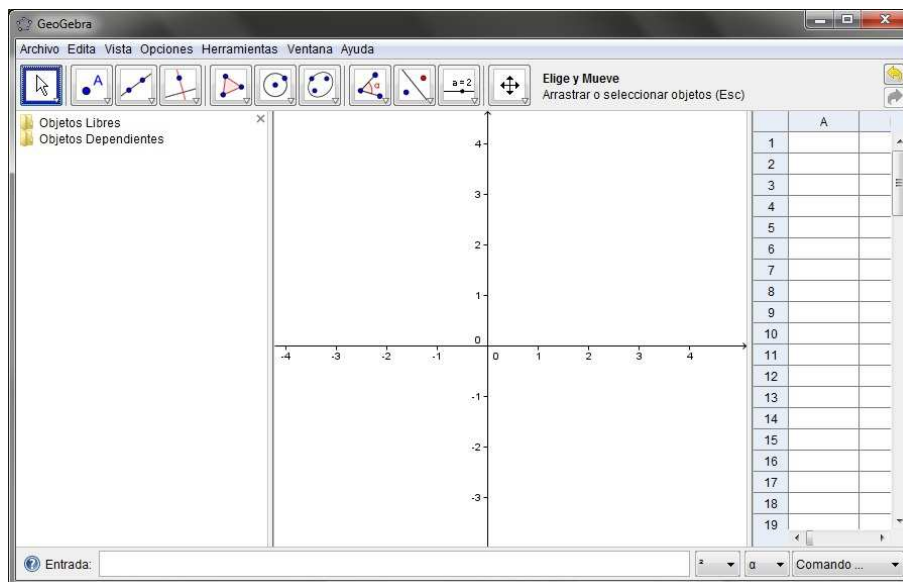 GeoGebra
Archivo Edita Vista Opciones Herramientas Ventana Ayuda
A
α
a=2
Elige y Mueve
Arrastrar o seleccionar objetos (Esc)
Objetos Libres
Objetos Dependientes
4
3
2
1
0
-4 -3 -2 -1 0 1 2 3 4
-1
-2
-3
A
1
2
3
4
5
6
7
8
9
10
11
12
13
14
15
16
17
18
19
Entrada: ² α Comando ...